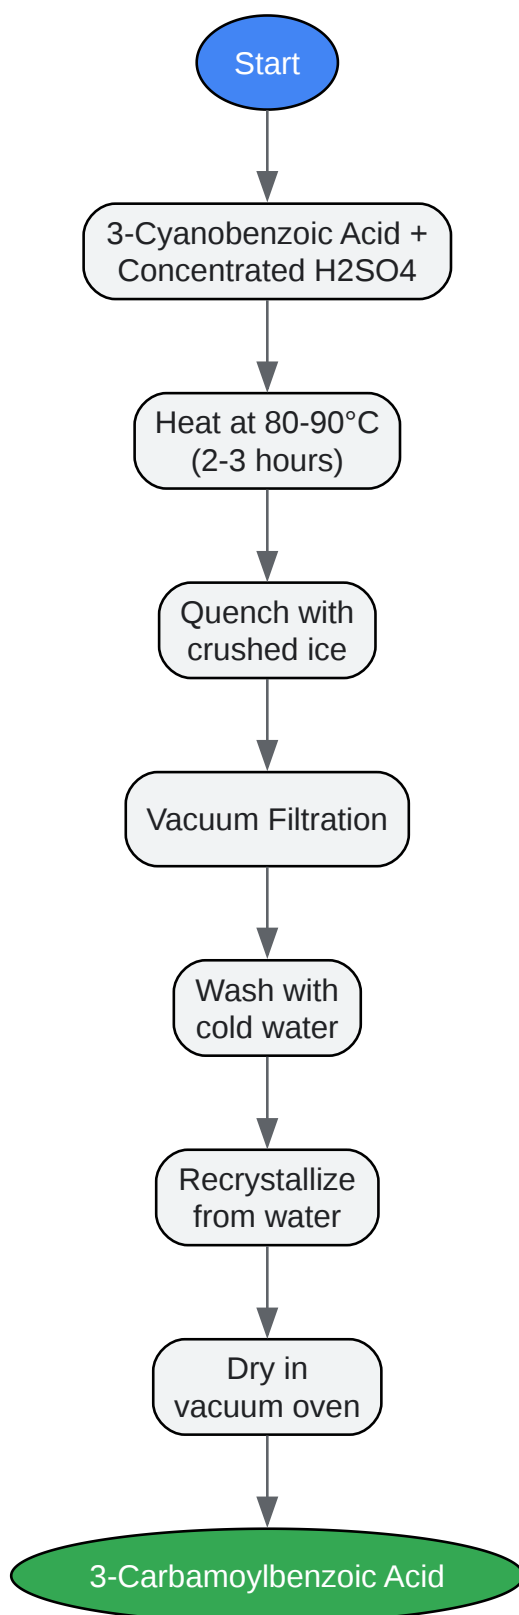 Start
3-Cyanobenzoic Acid +
Concentrated H2SO4
Heat at 80-90°C
(2-3 hours)
Quench with
crushed ice
Vacuum Filtration
Wash with
cold water
Recrystallize
from water
Dry in
vacuum oven
3-Carbamoylbenzoic Acid